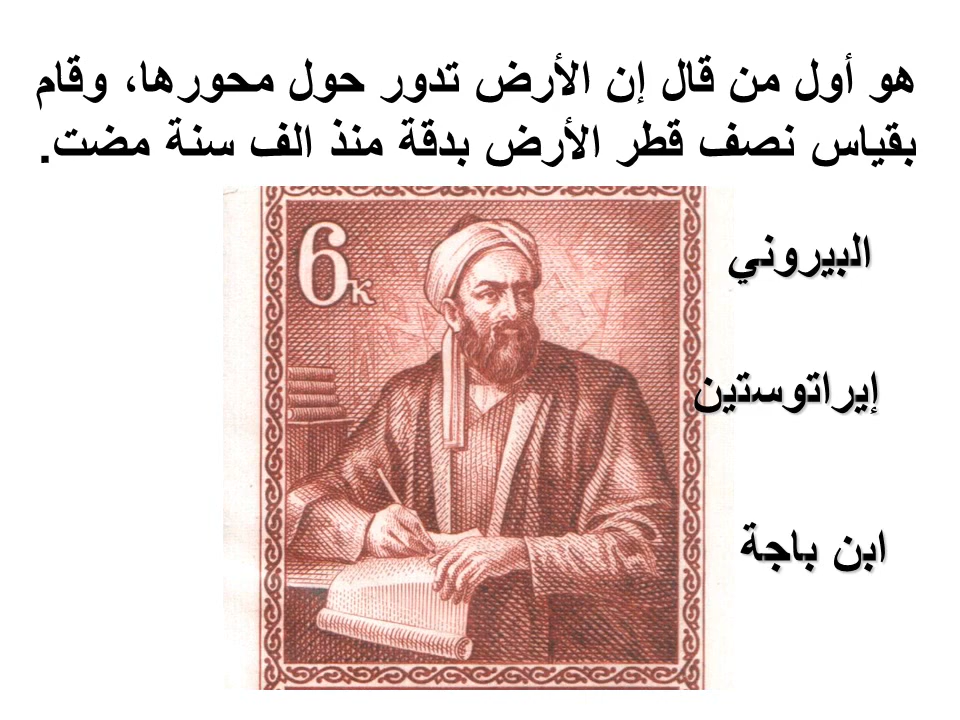 هو أول من قال إن الأرض تدور حول محورها، وقام
بقياس نصف قطر الأرض بدقة منذ الف سنة مضت.
6к
البيروني
إيراتوستين
ابن باجة